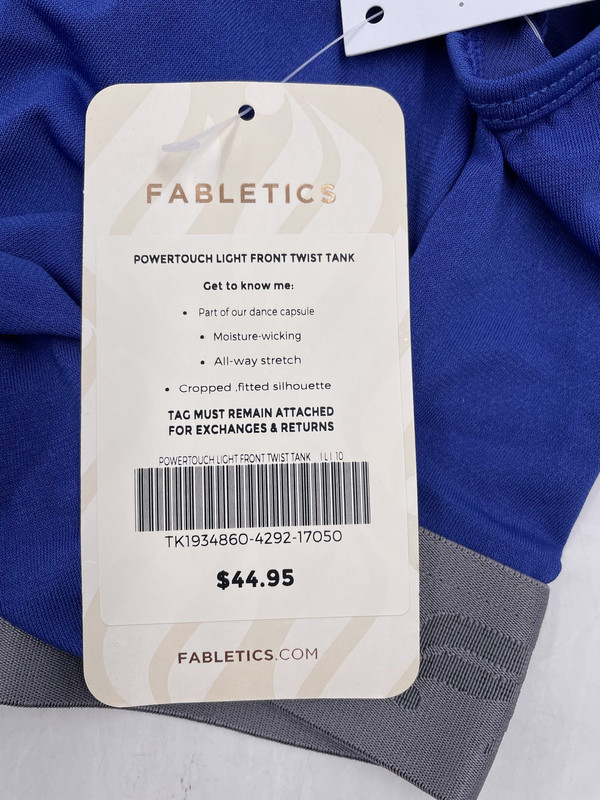 FABLETICS
POWERTOUCH LIGHT FRONT TWIST TANK
Get to know me:
• Part of our dance capsule
• Moisture-wicking
• All-way stretch
• Cropped ,fitted silhouette
TAG MUST REMAIN ATTACHED
FOR EXCHANGES & RETURNS
POWERTOUCH LIGHT FRONT TWIST TANK | L | 10
TK1934860-4292-17050
$44.95
FABLETICS.COM